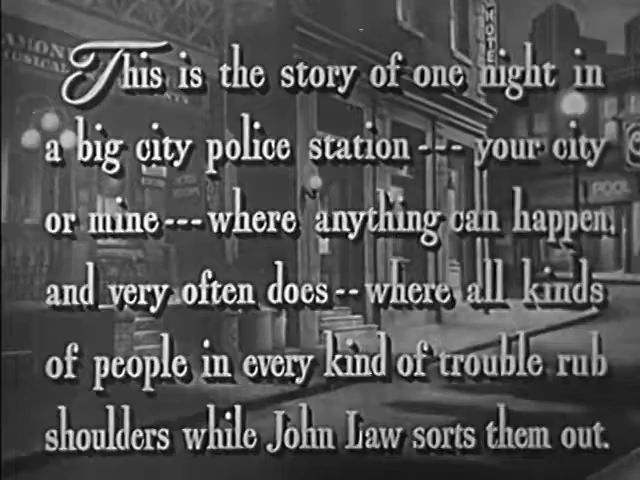 This is the story of one night in
a big city police station --- your city
or mine --- where anything can happen,
and very often does -- where all kinds
of people in every kind of trouble rub
shoulders while John Law sorts them out.
HOTE
POOL